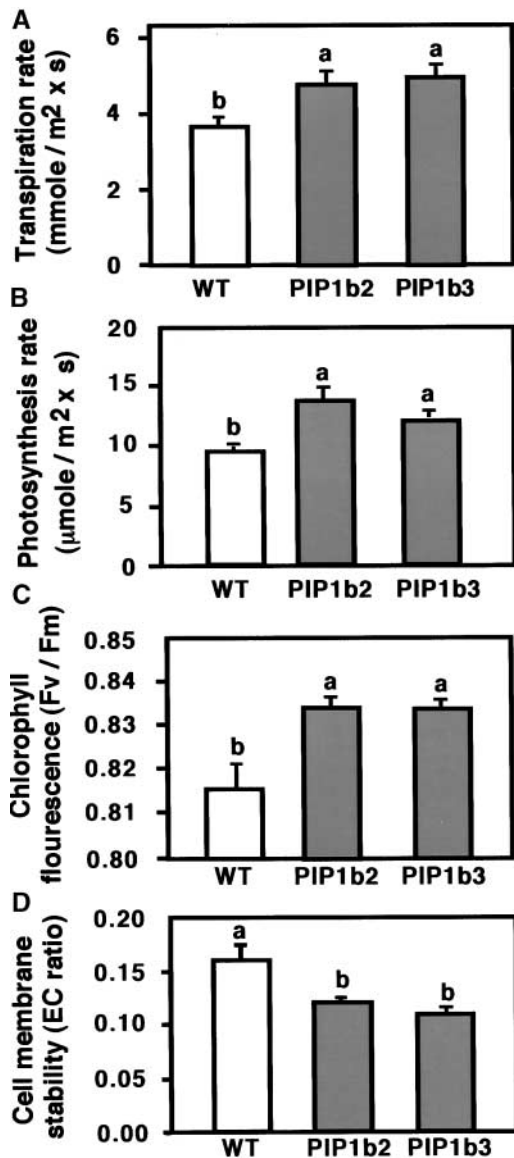 A
Transpiration rate
(mmole / m2 x s)
6
4
2
0
b
a
a
WT
PIP1b2
PIP1b3
B
Photosynthesis rate
(μmole / m2 x s)
20
15
10
5
0
b
a
a
WT
PIP1b2
PIP1b3
C
Chlorophyll
flourescence (Fv / Fm)
0.85
0.84
0.83
0.82
0.81
0.80
b
a
a
WT
PIP1b2
PIP1b3
D
Cell membrane
stability (EC ratio)
0.20
0.15
0.10
0.05
0.00
a
b
b
WT
PIP1b2
PIP1b3